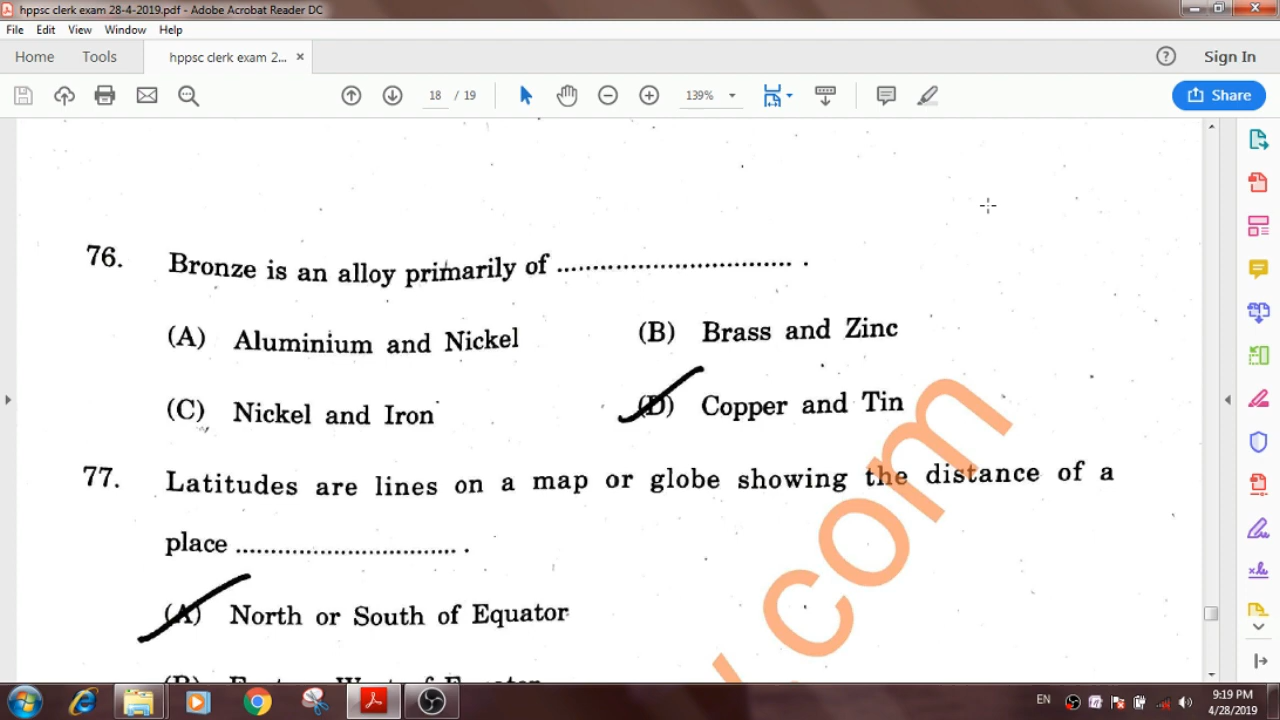 hppsc clerk exam 28-4-2019.pdf - Adobe Acrobat Reader DC
File Edit View Window Help
Home Tools hppsc clerk exam 2... ×
Sign In
18 / 19
139%
Share
76. Bronze is an alloy primarily of .................................. .
(A) Aluminium and Nickel (B) Brass and Zinc
(C) Nickel and Iron (D) Copper and Tin
77. Latitudes are lines on a map or globe showing the distance of a
place ................................ .
(A) North or South of Equator
.com
EN
9:19 PM
4/28/2019